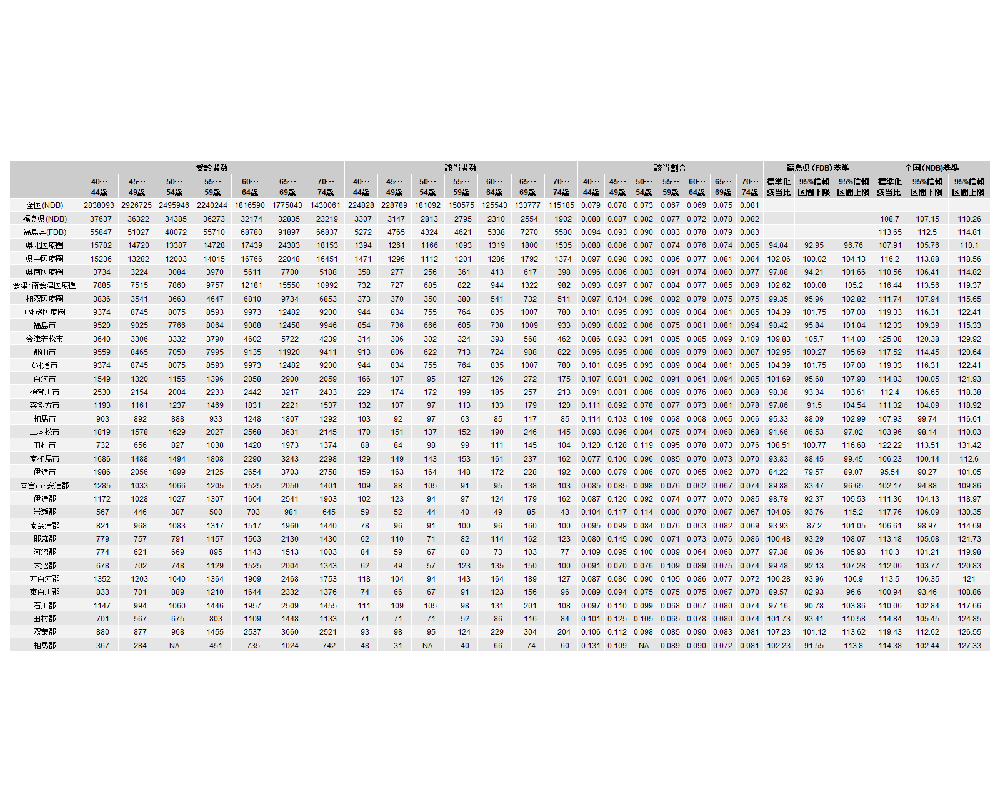 受診者数 該当者数 該当割合 福島県(FDB)基準 全国(NDB)基準
40～44歳 45～49歳 50～54歳 55～59歳 60～64歳 65～69歳 70～74歳 40～44歳 45～49歳 50～54歳 55～59歳 60～64歳 65～69歳 70～74歳 40～44歳 45～49歳 50～54歳 55～59歳 60～64歳 65～69歳 70～74歳 標準化該当比 95%信頼区間下限 95%信頼区間上限 標準化該当比 95%信頼区間下限 95%信頼区間上限
全国(NDB) 2838093 2926725 2495946 2240244 1816590 1775843 1430061 224828 228789 181092 150575 125543 133777 115185 0.079 0.078 0.073 0.067 0.069 0.075 0.081
福島県(NDB) 37637 36322 34385 36273 32174 32835 23219 3307 3147 2813 2795 2310 2554 1902 0.088 0.087 0.082 0.077 0.072 0.078 0.082 108.7 107.15 110.26
福島県(FDB) 55847 51027 48072 55710 68780 91897 66837 5272 4765 4324 4621 5338 7270 5580 0.094 0.093 0.090 0.083 0.078 0.079 0.083 113.65 112.5 114.81
県北医療圏 15782 14720 13387 14728 17439 24383 18153 1394 1261 1166 1093 1319 1800 1535 0.088 0.086 0.087 0.074 0.076 0.074 0.085 94.84 92.95 96.76 107.91 105.76 110.1
県中医療圏 15236 13282 12003 14015 16766 22048 16451 1471 1296 1112 1201 1286 1792 1374 0.097 0.098 0.093 0.086 0.077 0.081 0.084 102.06 100.02 104.13 116.2 113.88 118.56
県南医療圏 3734 3224 3084 3970 5611 7700 5188 358 277 256 361 413 617 398 0.096 0.086 0.083 0.091 0.074 0.080 0.077 97.88 94.21 101.66 110.56 106.41 114.82
会津・南会津医療圏 7885 7515 7860 9757 12181 15550 10992 732 727 685 822 944 1322 982 0.093 0.097 0.087 0.084 0.077 0.085 0.089 102.62 100.08 105.2 116.44 113.56 119.37
相双医療圏 3836 3541 3663 4647 6810 9734 6853 373 370 350 380 541 732 511 0.097 0.104 0.096 0.082 0.079 0.075 0.075 99.35 95.96 102.82 111.74 107.94 115.65
いわき医療圏 9374 8745 8075 8593 9973 12482 9200 944 834 755 764 835 1007 780 0.101 0.095 0.093 0.089 0.084 0.081 0.085 104.39 101.75 107.08 119.33 116.31 122.41
福島市 9520 9025 7766 8064 9088 12458 9946 854 736 666 605 738 1009 933 0.090 0.082 0.086 0.075 0.081 0.081 0.094 98.42 95.84 101.04 112.33 109.39 115.33
会津若松市 3640 3306 3332 3790 4602 5722 4239 314 306 302 324 393 568 462 0.086 0.093 0.091 0.085 0.085 0.099 0.109 109.83 105.7 114.08 125.08 120.38 129.92
郡山市 9559 8465 7050 7995 9135 11920 9411 913 806 622 713 724 988 822 0.096 0.095 0.088 0.089 0.079 0.083 0.087 102.95 100.27 105.69 117.52 114.45 120.64
いわき市 9374 8745 8075 8593 9973 12482 9200 944 834 755 764 835 1007 780 0.101 0.095 0.093 0.089 0.084 0.081 0.085 104.39 101.75 107.08 119.33 116.31 122.41
白河市 1549 1320 1155 1396 2058 2900 2059 166 107 95 127 126 272 175 0.107 0.081 0.082 0.091 0.061 0.094 0.085 101.69 95.68 107.98 114.83 108.05 121.93
須賀川市 2530 2154 2004 2233 2442 3217 2433 229 174 172 199 185 257 213 0.091 0.081 0.086 0.089 0.076 0.080 0.088 98.38 93.34 103.61 112.4 106.65 118.38
喜多方市 1193 1161 1237 1469 1831 2221 1537 132 107 97 113 133 179 120 0.111 0.092 0.078 0.077 0.073 0.081 0.078 97.86 91.5 104.54 111.32 104.09 118.92
相馬市 903 892 888 933 1248 1807 1292 103 92 97 63 85 117 85 0.114 0.103 0.109 0.068 0.068 0.065 0.066 95.33 88.09 102.99 107.93 99.74 116.61
二本松市 1819 1578 1629 2027 2568 3631 2145 170 151 137 152 190 246 145 0.093 0.096 0.084 0.075 0.074 0.068 0.068 91.66 86.53 97.02 103.96 98.14 110.03
田村市 732 656 827 1038 1420 1973 1374 88 84 98 99 111 145 104 0.120 0.128 0.119 0.095 0.078 0.073 0.076 108.51 100.77 116.68 122.22 113.51 131.42
南相馬市 1686 1488 1494 1808 2290 3243 2298 129 149 143 153 161 237 162 0.077 0.100 0.096 0.085 0.070 0.073 0.070 93.83 88.45 99.45 106.23 100.14 112.6
伊達市 1986 2056 1899 2125 2654 3703 2758 159 163 164 148 172 228 192 0.080 0.079 0.086 0.070 0.065 0.062 0.070 84.22 79.57 89.07 95.54 90.27 101.05
本宮市・安達郡 1285 1033 1066 1205 1525 2050 1401 109 88 105 91 95 138 103 0.085 0.085 0.098 0.076 0.062 0.067 0.074 89.88 83.47 96.65 102.17 94.88 109.86
伊達郡 1172 1028 1027 1307 1604 2541 1903 102 123 94 97 124 179 162 0.087 0.120 0.092 0.074 0.077 0.070 0.085 98.79 92.37 105.53 111.36 104.13 118.97
岩瀬郡 567 446 387 500 703 981 645 59 52 44 40 49 85 43 0.104 0.117 0.114 0.080 0.070 0.087 0.067 104.06 93.76 115.2 117.76 106.09 130.35
南会津郡 821 968 1083 1317 1517 1960 1440 78 96 91 100 96 160 100 0.095 0.099 0.084 0.076 0.063 0.082 0.069 93.93 87.2 101.05 106.61 98.97 114.69
耶麻郡 779 757 791 1157 1563 2130 1430 62 110 71 82 114 162 123 0.080 0.145 0.090 0.071 0.073 0.076 0.086 100.48 93.29 108.07 113.18 105.08 121.73
河沼郡 774 621 669 895 1143 1513 1003 84 59 67 80 73 103 77 0.109 0.095 0.100 0.089 0.064 0.068 0.077 97.38 89.36 105.93 110.3 101.21 119.98
大沼郡 678 702 748 1129 1525 2004 1343 62 49 57 123 135 150 100 0.091 0.070 0.076 0.109 0.089 0.075 0.074 99.48 92.13 107.28 112.06 103.77 120.83
西白河郡 1352 1203 1040 1364 1909 2468 1753 118 104 94 143 164 189 127 0.087 0.086 0.090 0.105 0.086 0.077 0.072 100.28 93.96 106.9 113.5 106.35 121
東白川郡 833 701 889 1210 1644 2332 1376 74 66 67 91 123 156 96 0.089 0.094 0.075 0.075 0.075 0.067 0.070 89.57 82.93 96.6 100.94 93.46 108.86
石川郡 1147 994 1060 1446 1957 2509 1455 111 109 105 98 131 201 108 0.097 0.110 0.099 0.068 0.067 0.080 0.074 97.16 90.78 103.86 110.06 102.84 117.66
田村郡 701 567 675 803 1109 1448 1133 71 71 71 52 86 116 84 0.101 0.125 0.105 0.065 0.078 0.080 0.074 101.73 93.41 110.58 114.84 105.45 124.85
双葉郡 880 877 968 1455 2537 3660 2521 93 98 95 124 229 304 204 0.106 0.112 0.098 0.085 0.090 0.083 0.081 107.23 101.12 113.62 119.43 112.62 126.55
相馬郡 367 284 NA 451 735 1024 742 48 31 NA 40 66 74 60 0.131 0.109 NA 0.089 0.090 0.072 0.081 102.23 91.55 113.8 114.38 102.44 127.33